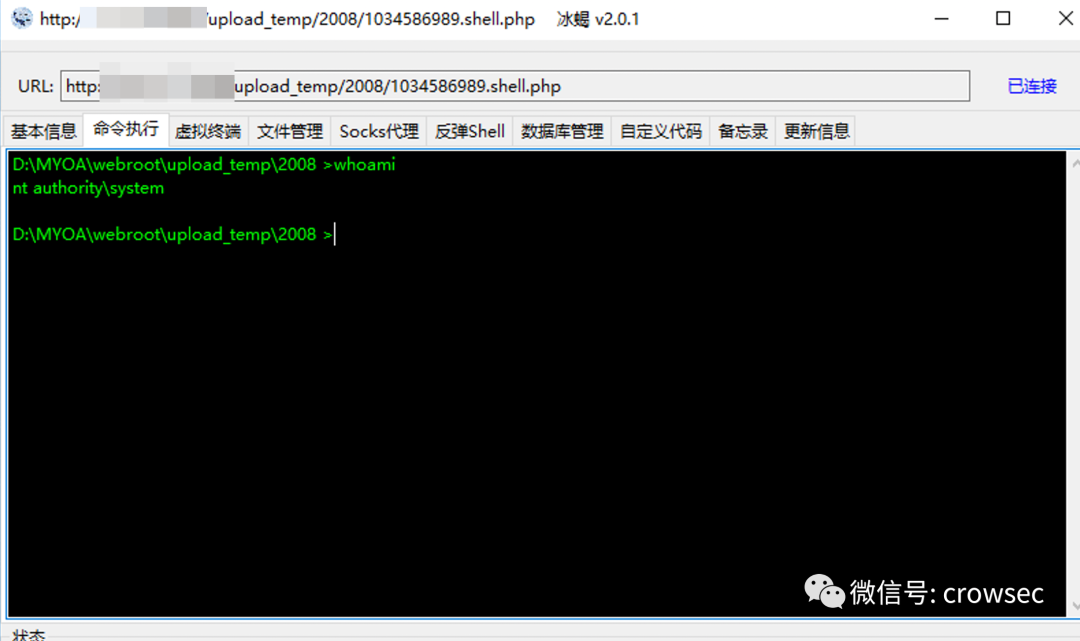 http:/ /upload_temp/2008/1034586989.shell.php 冰蝎 v2.0.1
URL: http: upload_temp/2008/1034586989.shell.php 已连接
基本信息 命令执行 虚拟终端 文件管理 Socks代理 反弹Shell 数据库管理 自定义代码 备忘录 更新信息
D:\MYOA\webroot\upload_temp\2008 >whoami
nt authority\system
D:\MYOA\webroot\upload_temp\2008 >
微信号: crowsec
状态